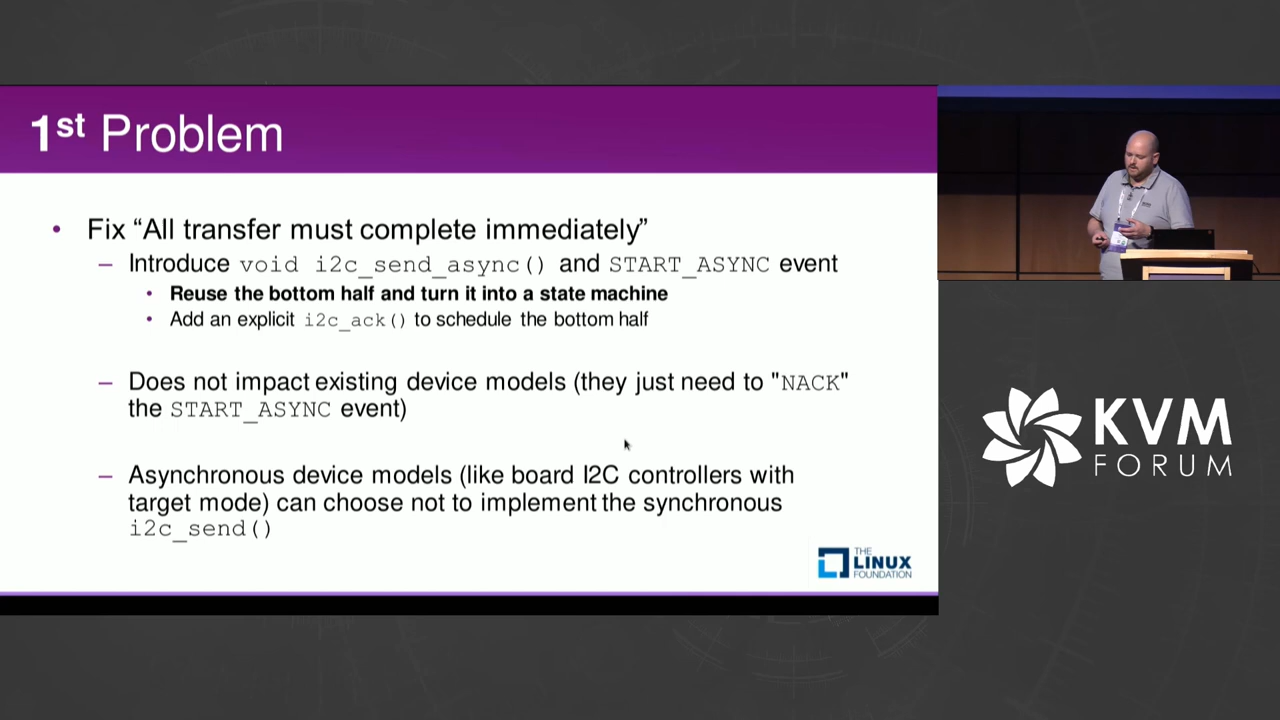 1st Problem
• Fix “All transfer must complete immediately”
– Introduce void i2c_send_async() and START_ASYNC event
• Reuse the bottom half and turn it into a state machine
• Add an explicit i2c_ack() to schedule the bottom half
– Does not impact existing device models (they just need to "NACK"
the START_ASYNC event)
– Asynchronous device models (like board I2C controllers with
target mode) can choose not to implement the synchronous
i2c_send()
THE
LINUX
FOUNDATION
KVM
FORUM